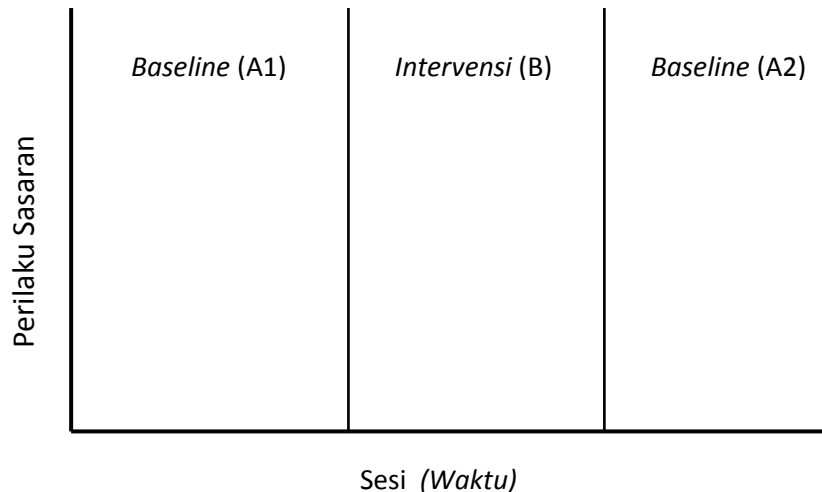 Baseline (A1)
Intervensi (B)
Baseline (A2)
Perilaku Sasaran
Sesi (Waktu)